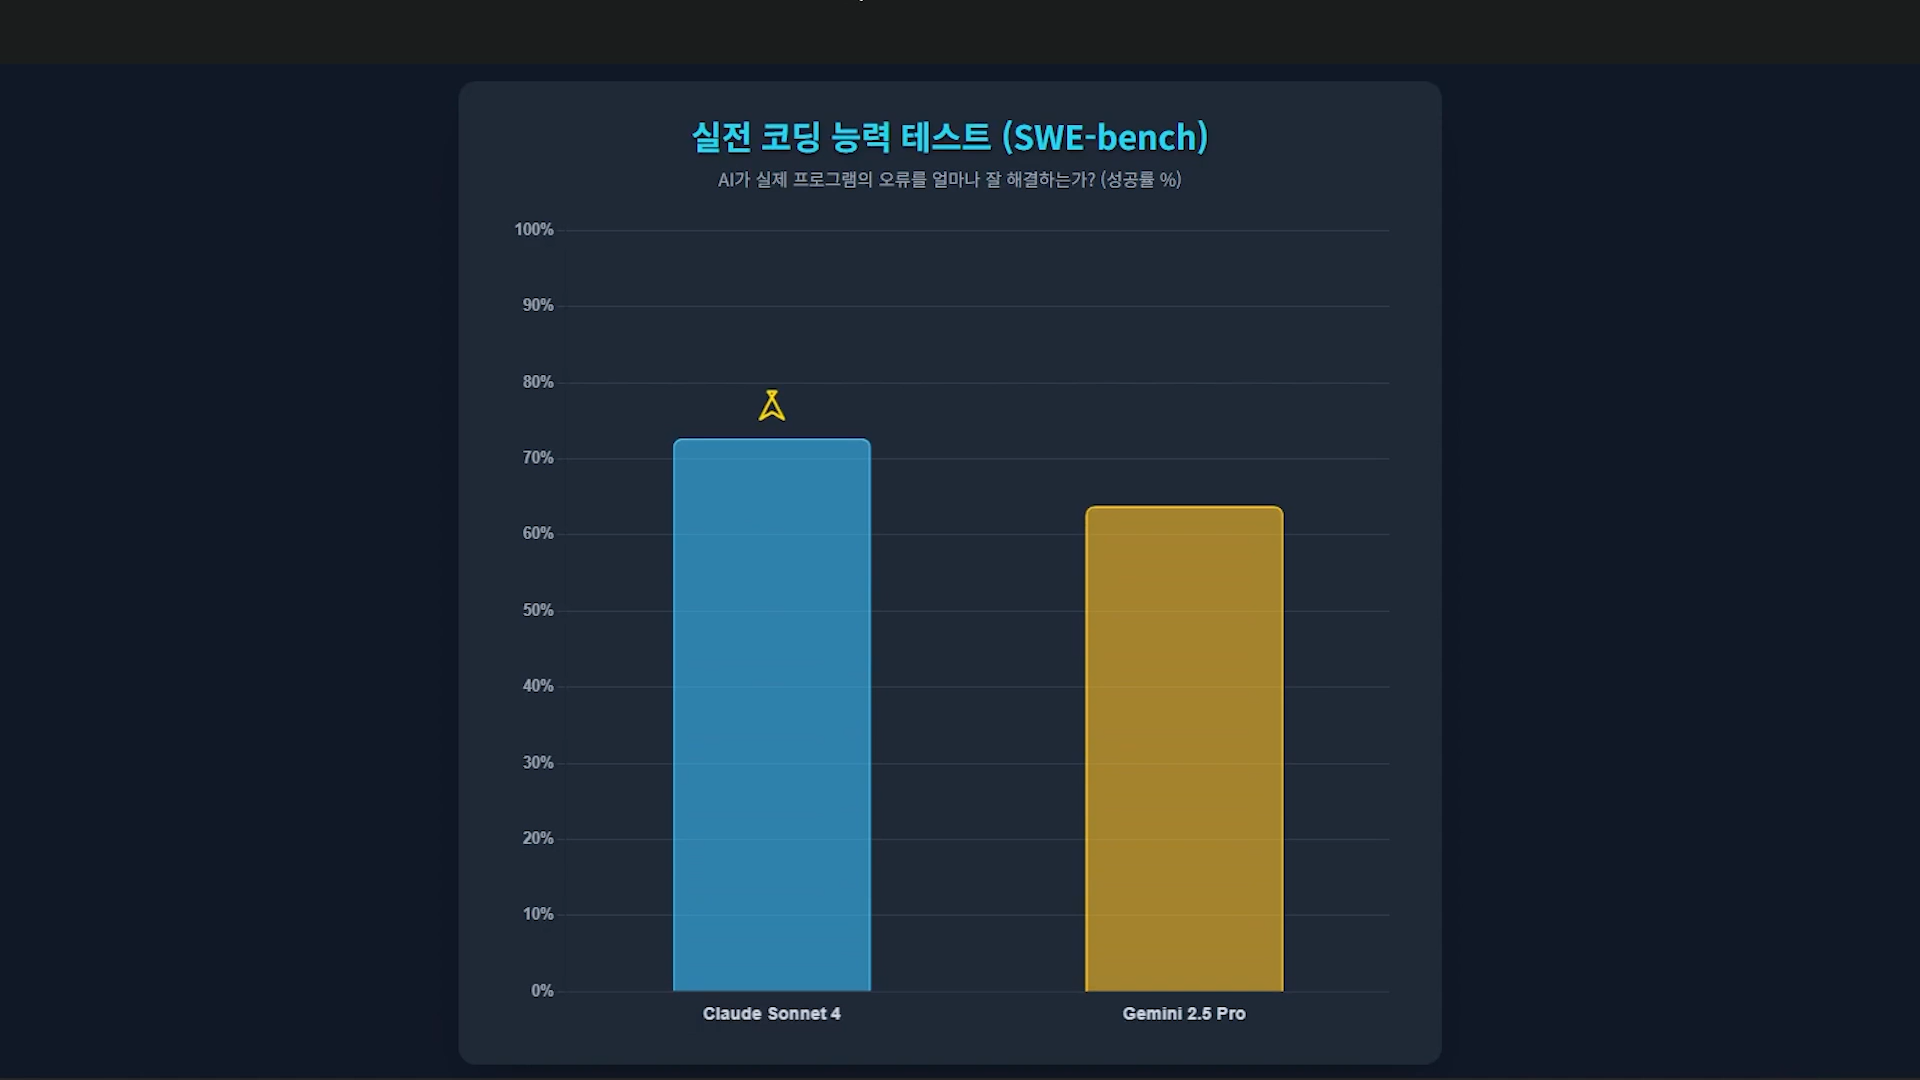 실전 코딩 능력 테스트 (SWE-bench)
AI가 실제 프로그램의 오류를 얼마나 잘 해결하는가? (성공률 %)
100%
90%
80%
70%
60%
50%
40%
30%
20%
10%
0%
Claude Sonnet 4
Gemini 2.5 Pro